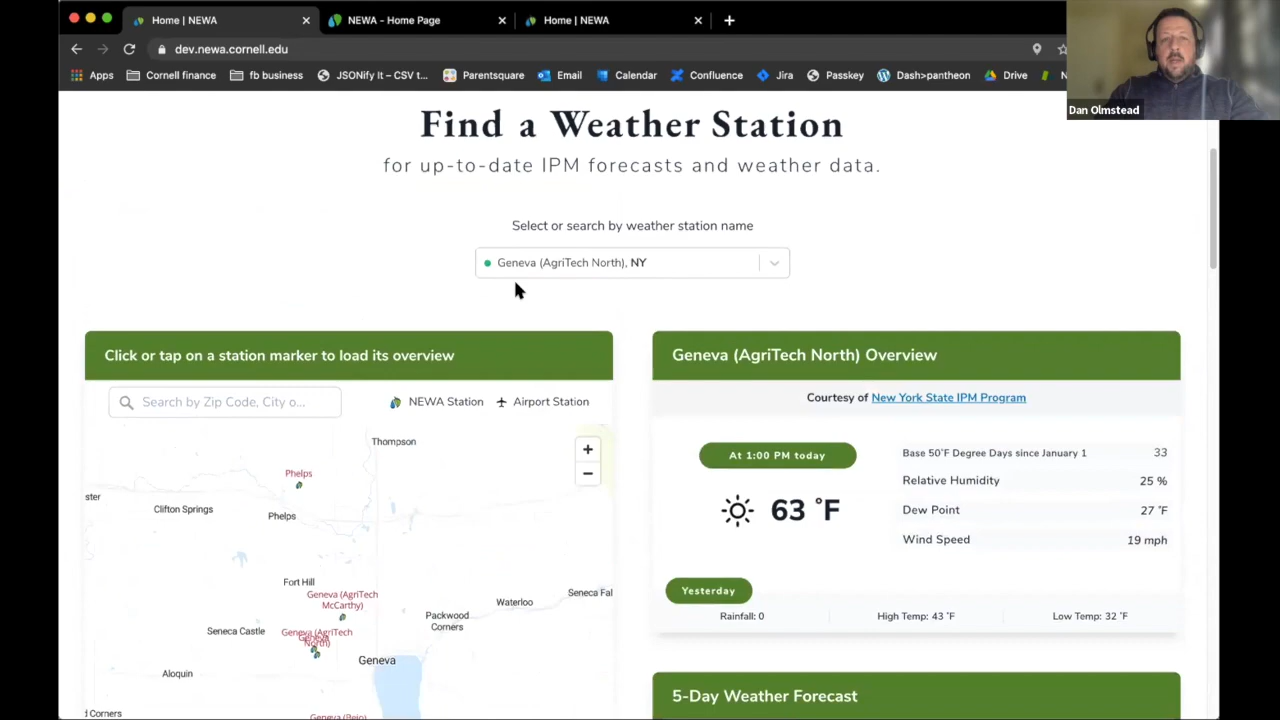 Home | NEWA
NEWA - Home Page
Home | NEWA
dev.newa.cornell.edu
Apps
Cornell finance
fb business
JSONify It – CSV t...
Parentsquare
Email
Calendar
Confluence
Jira
Passkey
Dash>pantheon
Drive
N
Dan Olmstead
Find a Weather Station
for up-to-date IPM forecasts and weather data.
Select or search by weather station name
Geneva (AgriTech North), NY
Click or tap on a station marker to load its overview
Search by Zip Code, City o...
NEWA Station
Airport Station
Thompson
Phelps
ster
Clifton Springs
Phelps
Fort Hill
Geneva (AgriTech
McCarthy)
Waterloo
Seneca Fal
Packwood
Corners
Seneca Castle
Geneva (AgriTech
North)
Geneva
Aloquin
d Corners
Geneva (Bejo)
Geneva (AgriTech North) Overview
Courtesy of New York State IPM Program
At 1:00 PM today
63 °F
Base 50°F Degree Days since January 1 33
Relative Humidity 25 %
Dew Point 27 °F
Wind Speed 19 mph
Yesterday
Rainfall: 0
High Temp: 43 °F
Low Temp: 32 °F
5-Day Weather Forecast